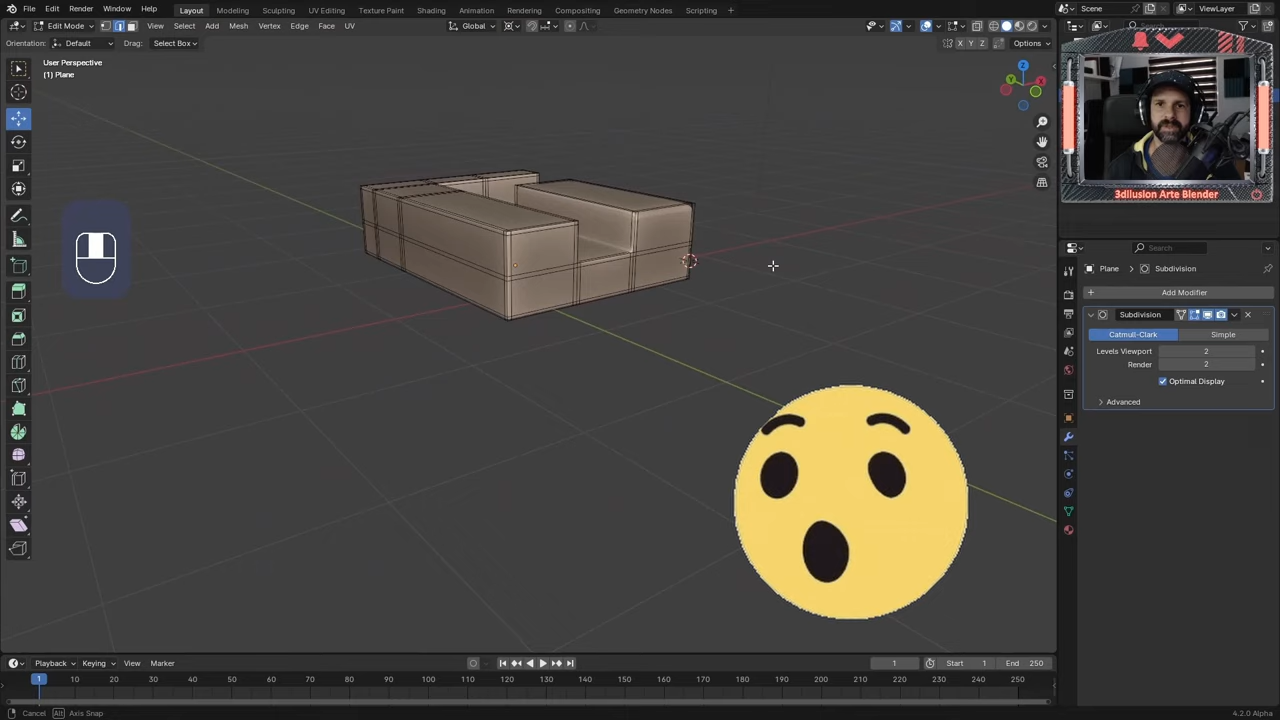 File Edit Render Window Help Layout Modeling Sculpting UV Editing Texture Paint Shading Animation Rendering Compositing Geometry Nodes Scripting + Scene ViewLayer
Edit Mode View Select Add Mesh Vertex Edge Face UV Global
Search
Orientation: Default Drag: Select Box X Y Z Options
User Perspective
(1) Plane
Z
Y
X
3dilusion Arte Blender
Search
Plane > Subdivision
+ Add Modifier
Subdivision
Catmull-Clark Simple
Levels Viewport 2
Render 2
Optimal Display
Advanced
Playback Keying View Marker 1 Start 1 End 250
1 10 20 30 40 50 60 70 80 90 100 110 120 130 140 150 160 170 180 190 200 210 220 230 240 250
Cancel Alt Axis Snap 4.2.0 Alpha